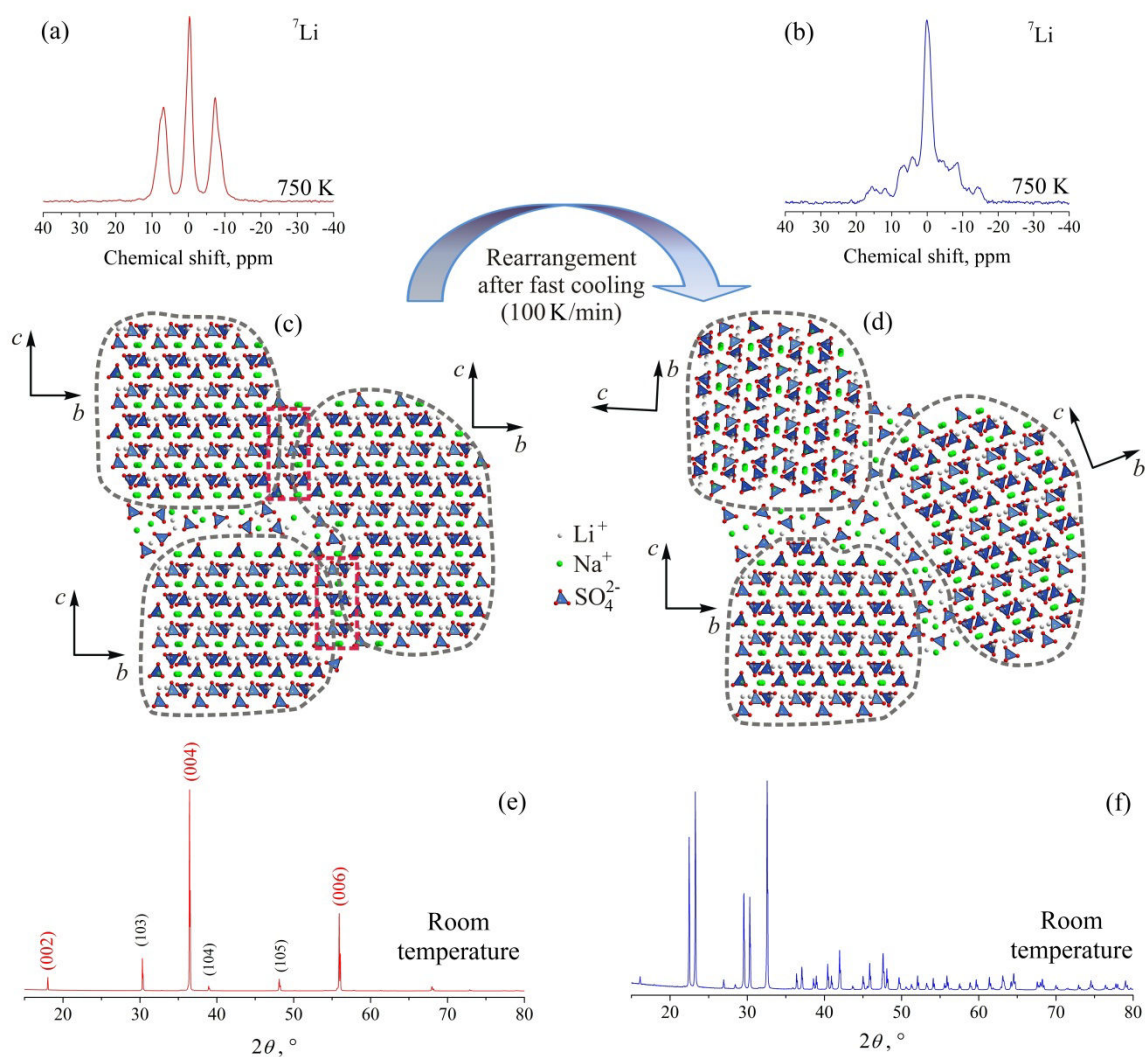 (a)
⁷Li
750 K
40 30 20 10 0 -10 -20 -30 -40
Chemical shift, ppm
(b)
⁷Li
750 K
40 30 20 10 0 -10 -20 -30 -40
Chemical shift, ppm
Rearrangement
after fast cooling
(100 K/min)
(c)
c
b
c
b
c
b
(d)
b
c
c
b
c
b
Li⁺
Na⁺
SO₄²⁻
(e)
(002)
(103)
(004)
(104)
(105)
(006)
Room
temperature
20 30 40 50 60 70 80
2θ, °
(f)
Room
temperature
20 30 40 50 60 70 80
2θ, °